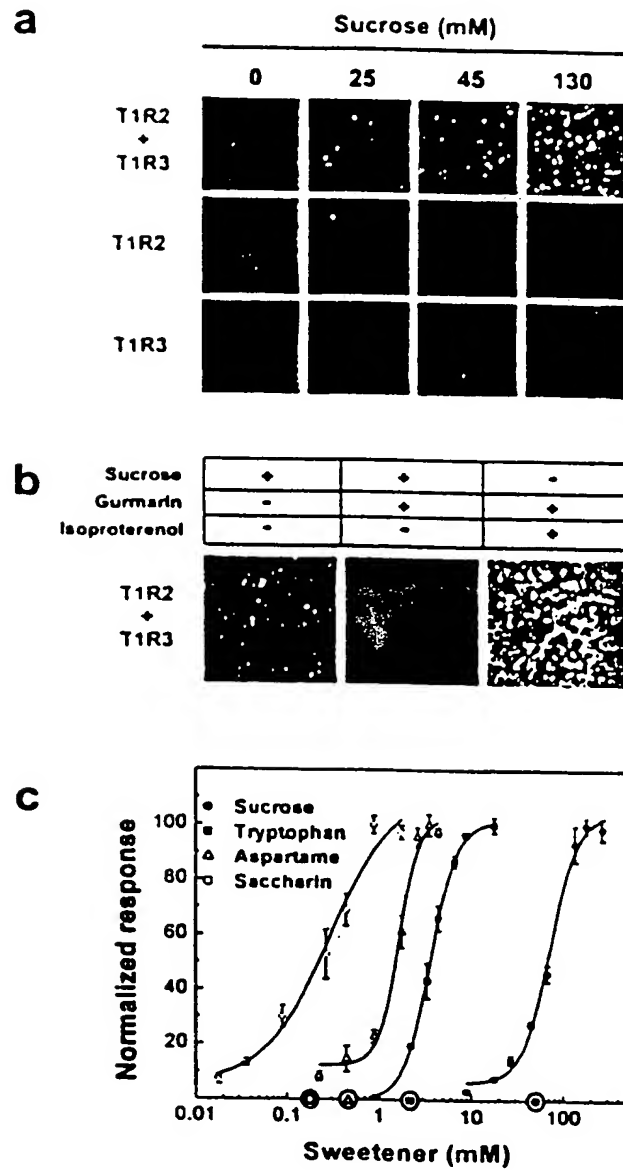 a
Sucrose (mM)
0 25 45 130
T1R2
+
T1R3
T1R2
T1R3
b
Sucrose + + -
Gurmarin - + +
Isoproterenol - - +
T1R2
+
T1R3
c
Normalized response
100
80
60
40
20
Sucrose
Tryptophan
Aspartame
Saccharin
0.01 0.1 1 10 100
Sweetener (mM)